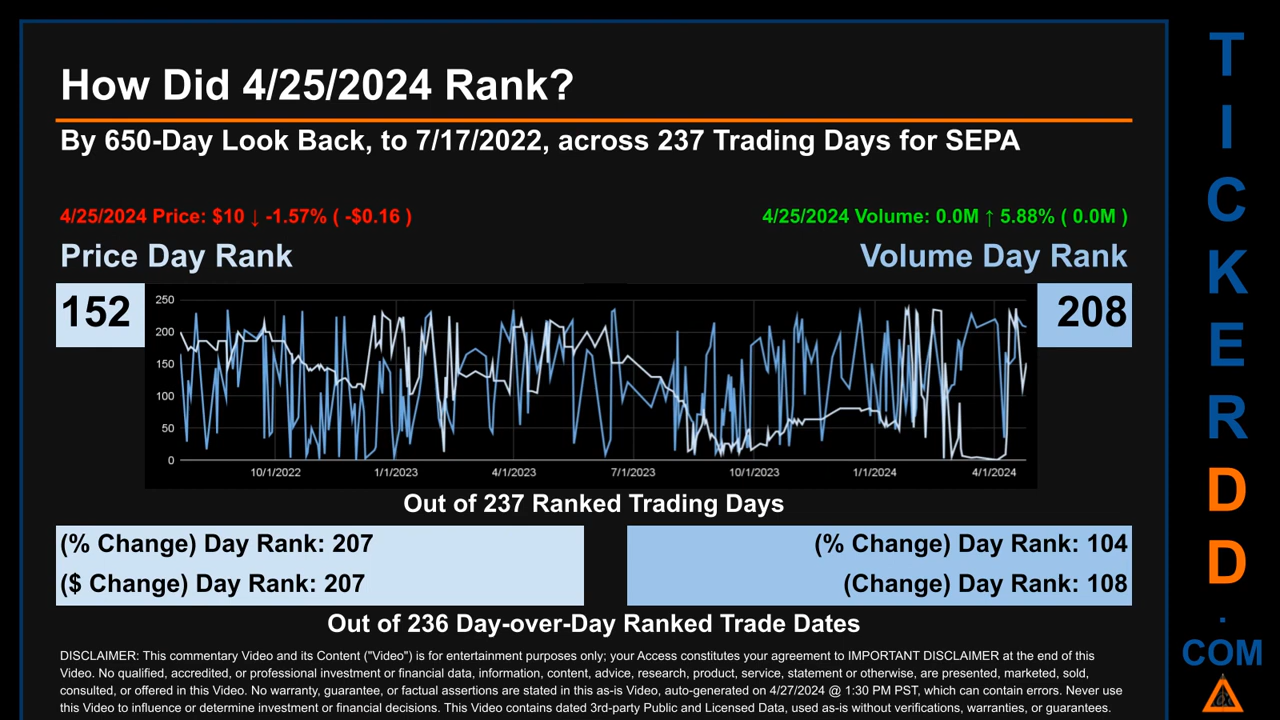 How Did 4/25/2024 Rank?
By 650-Day Look Back, to 7/17/2022, across 237 Trading Days for SEPA
4/25/2024 Price: $10 ↓ -1.57% ( -$0.16 )
4/25/2024 Volume: 0.0M ↑ 5.88% ( 0.0M )
Price Day Rank
Volume Day Rank
152
208
250
200
150
100
50
0
10/1/2022
1/1/2023
4/1/2023
7/1/2023
10/1/2023
1/1/2024
4/1/2024
Out of 237 Ranked Trading Days
(% Change) Day Rank: 207
($ Change) Day Rank: 207
(% Change) Day Rank: 104
(Change) Day Rank: 108
Out of 236 Day-over-Day Ranked Trade Dates
DISCLAIMER: This commentary Video and its Content ("Video") is for entertainment purposes only; your Access constitutes your agreement to IMPORTANT DISCLAIMER at the end of this
Video. No qualified, accredited, or professional investment or financial data, information, content, advice, research, product, service, statement or otherwise, are presented, marketed, sold,
consulted, or offered in this Video. No warranty, guarantee, or factual assertions are stated in this as-is Video, auto-generated on 4/27/2024 @ 1:30 PM PST, which can contain errors. Never use
this Video to influence or determine investment or financial decisions. This Video contains dated 3rd-party Public and Licensed Data, used as-is without verifications, warranties, or guarantees.
T
I
C
K
E
R
D
D
.
COM